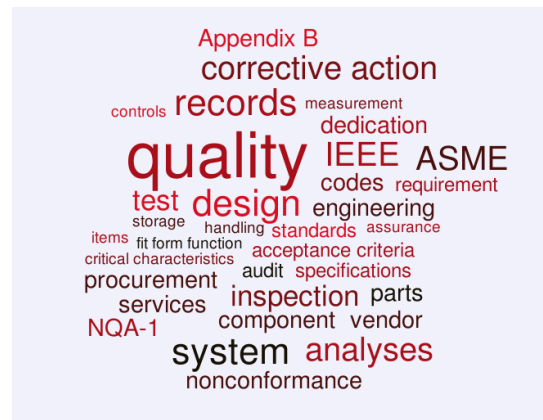 Appendix B
corrective action
controls records measurement
dedication
quality IEEE ASME
codes requirement
test design engineering
storage handling standards assurance
items fit form function acceptance criteria
critical characteristics audit specifications
procurement inspection parts
services
NQA-1 component vendor
system analyses
nonconformance